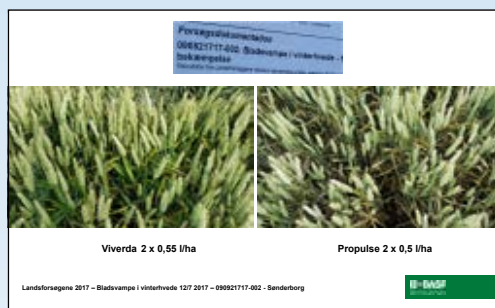 Forsøgsdokumentation
090921717-002: Bladsvampe i vinterhvede -
bekæmpelse
Viverda 2 x 0,55 l/ha
Propulse 2 x 0,5 l/ha
Landsforsøgene 2017 – Bladsvampe i vinterhvede 12/7 2017 – 090921717-002 - Sønderborg
BASF